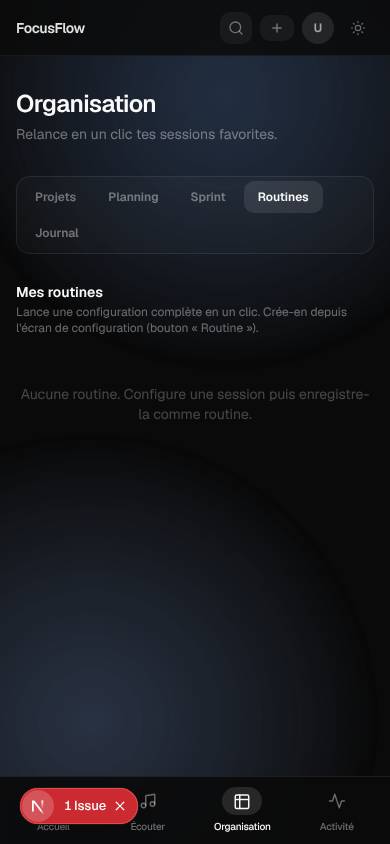 FocusFlow
U
Organisation
Relance en un clic tes sessions favorites.
Projets Planning Sprint Routines
Journal
Mes routines
Lance une configuration complète en un clic. Crée-en depuis
l'écran de configuration (bouton « Routine »).
Aucune routine. Configure une session puis enregistre-
la comme routine.
N 1 Issue
Accueil Écouter Organisation Activité